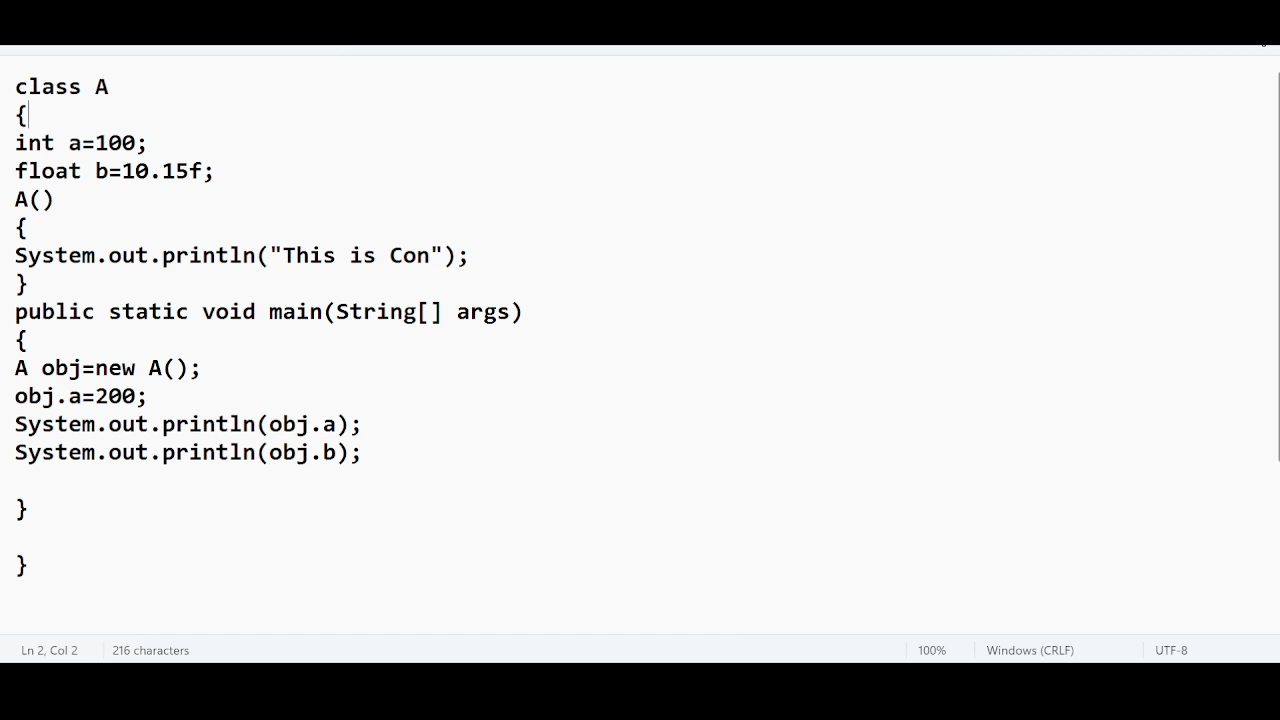 class A
{
int a=100;
float b=10.15f;
A()
{
System.out.println("This is Con");
}
public static void main(String[] args)
{
A obj=new A();
obj.a=200;
System.out.println(obj.a);
System.out.println(obj.b);
}
}
Ln 2, Col 2 216 characters 100% Windows (CRLF) UTF-8